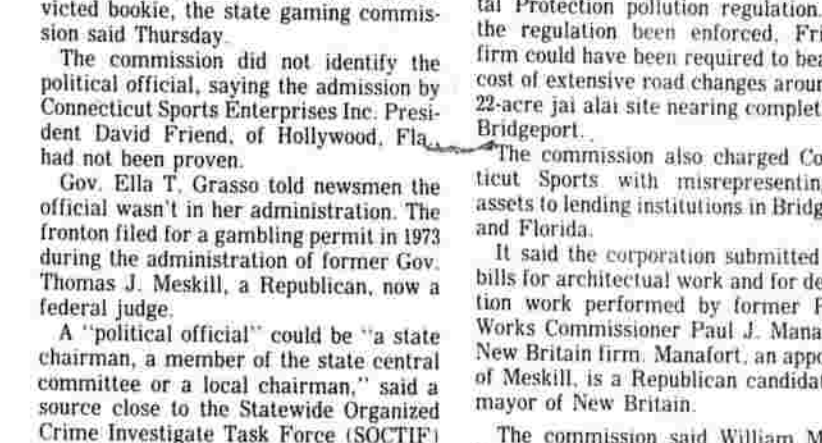 victed bookie, the state gaming commis-
sion said Thursday.
The commission did not identify the
political official, saying the admission by
Connecticut Sports Enterprises Inc. Presi-
dent David Friend, of Hollywood, Fla.,
had not been proven.
Gov. Ella T. Grasso told newsmen the
official wasn't in her administration. The
fronton filed for a gambling permit in 1973
during the administration of former Gov.
Thomas J. Meskill, a Republican, now a
federal judge.
A "political official" could be "a state
chairman, a member of the state central
committee or a local chairman," said a
source close to the Statewide Organized
Crime Investigate Task Force (SOCTIF)
tal Protection pollution regulation.
the regulation been enforced, Fri
firm could have been required to bea
cost of extensive road changes aroun
22-acre jai alai site nearing complet
Bridgeport.
The commission also charged Co
ticut Sports with misrepresentin
assets to lending institutions in Bridg
and Florida.
It said the corporation submitted
bills for architectual work and for de
tion work performed by former P
Works Commissioner Paul J. Mana
New Britain firm. Manafort, an appo
of Meskill, is a Republican candidat
mayor of New Britain.
The commission said William M